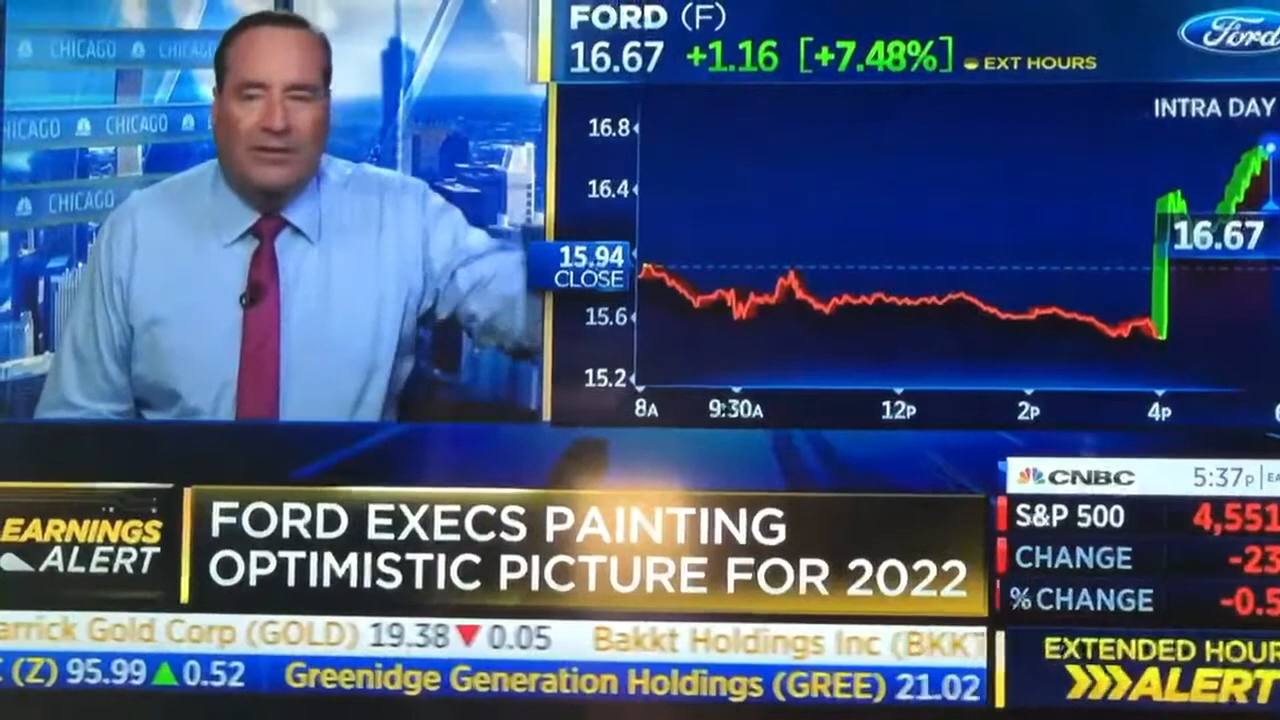 CHICAGO CHICAGO
CHICAGO CHICAGO
CHICAGO
FORD (F)
16.67 +1.16 [+7.48%] EXT HOURS
Ford
INTRA DAY
16.8
16.4
15.94
CLOSE
15.6
15.2
16.67
8A 9:30A 12P 2P 4P
EARNINGS
ALERT
FORD EXECS PAINTING
OPTIMISTIC PICTURE FOR 2022
CNBC 5:37P
S&P 500 4,551
CHANGE -23
% CHANGE -0.5
arrick Gold Corp (GOLD) 19.38 ▼ 0.05 Bakkt Holdings Inc (BKKT
(Z) 95.99 ▲ 0.52 Greenidge Generation Holdings (GREE) 21.02
EXTENDED HOUR
ALERT